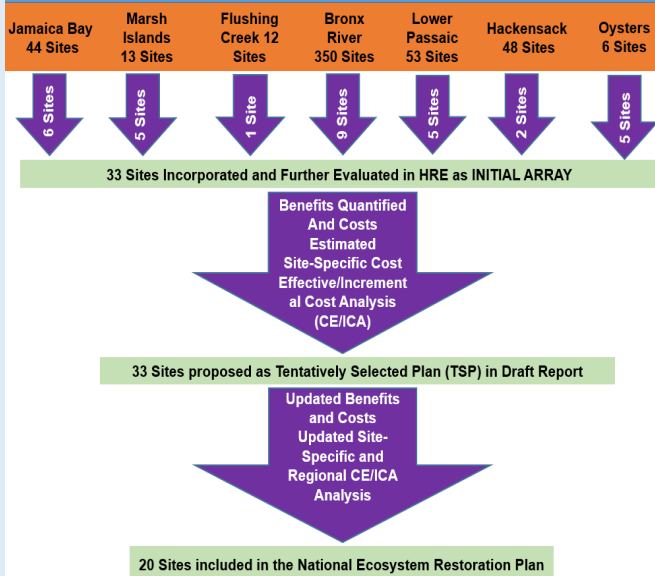 Jamaica Bay
44 Sites
Marsh
Islands
13 Sites
Flushing
Creek 12
Sites
Bronx
River
350 Sites
Lower
Passaic
53 Sites
Hackensack
48 Sites
Oysters
6 Sites
6 Sites
5 Sites
1 Site
9 Sites
5 Sites
2 Sites
5 Sites
33 Sites Incorporated and Further Evaluated in HRE as INITIAL ARRAY
Benefits Quantified
And Costs
Estimated
Site-Specific Cost
Effective/Increment
al Cost Analysis
(CE/ICA)
33 Sites proposed as Tentatively Selected Plan (TSP) in Draft Report
Updated Benefits
and Costs
Updated Site-
Specific and
Regional CE/ICA
Analysis
20 Sites included in the National Ecosystem Restoration Plan